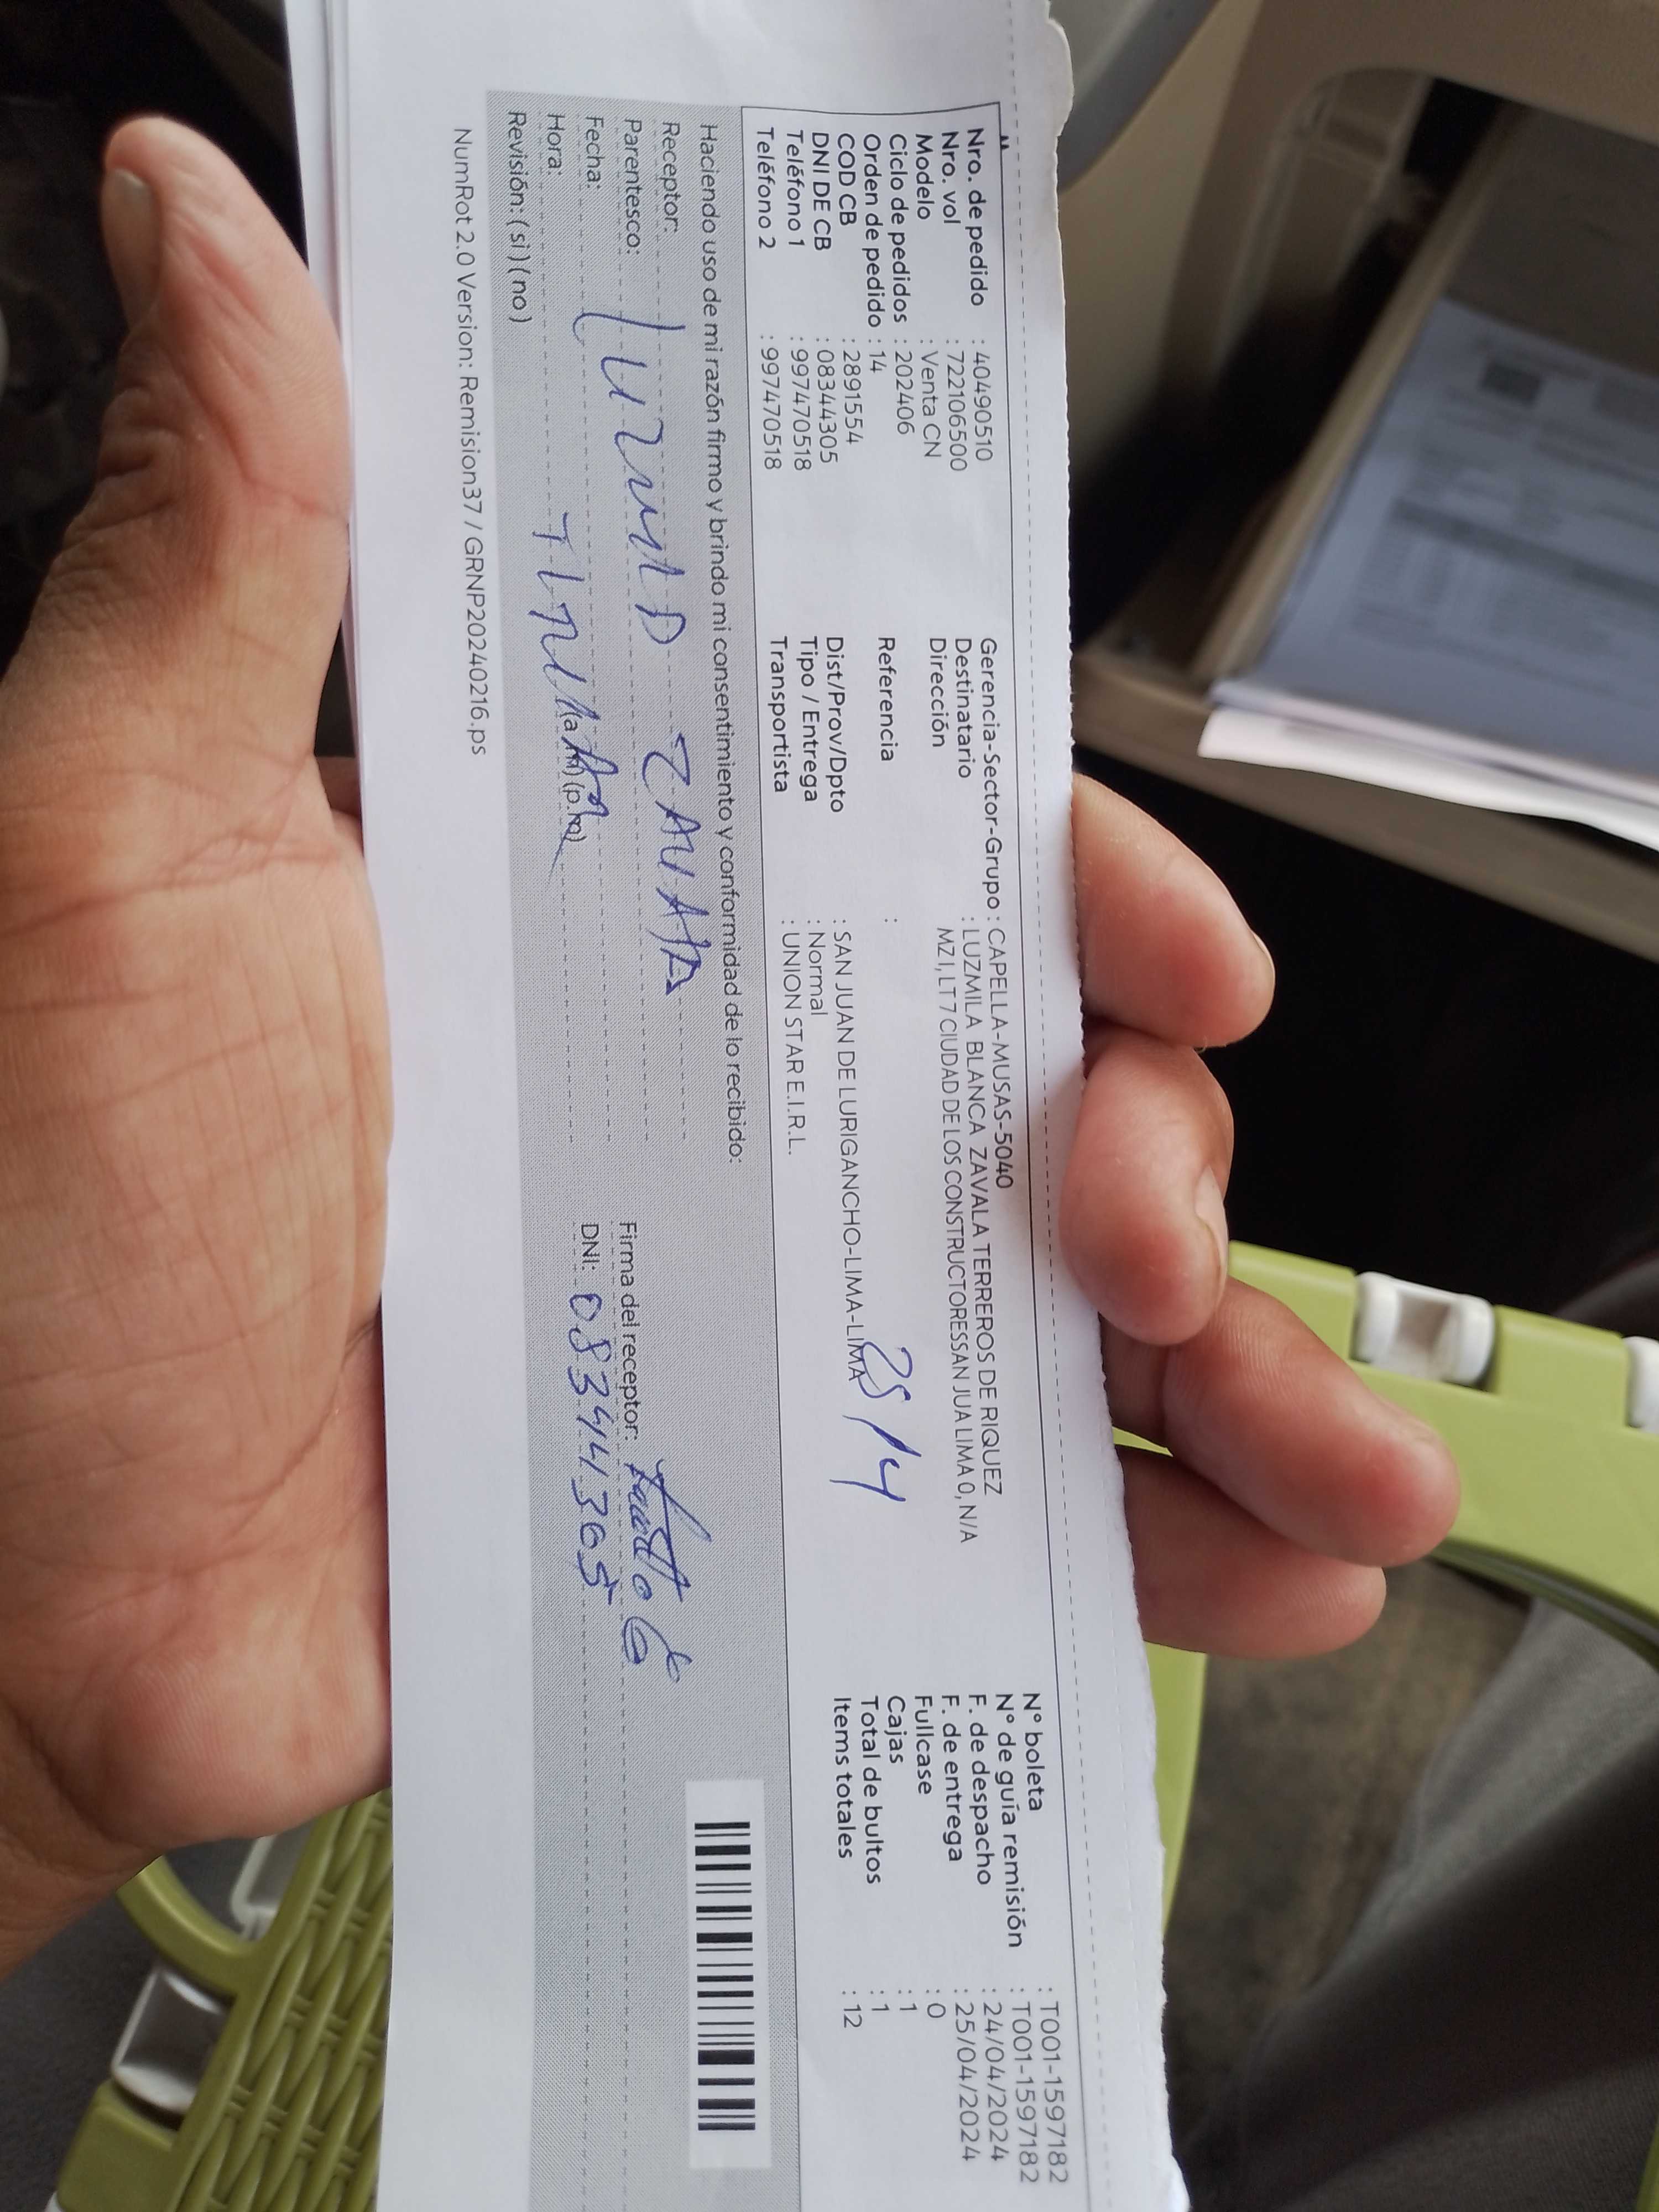 Nro. de pedido : 40490510
Nro. vol : 722106500
Modelo : Venta CN
Ciclo de pedidos : 202406
Orden de pedido : 14
COD CB : 2891554
DNI DE CB : 08344305
Teléfono 1 : 997470518
Teléfono 2 : 997470518
Gerencia-Sector-Grupo : CAPELLA-MUSAS-5040
Destinatario : LUZMILA BLANCA ZAVALA TERREROS DE RIQUEZ
Dirección MZ I, LT 7 CIUDAD DE LOS CONSTRUCTORESSAN JUA LIMA 0, N/A
Referencia :
Dist/Prov/Dpto : SAN JUAN DE LURIGANCHO-LIMA-LIMA
25/4
Tipo / Entrega : Normal
Transportista : UNION STAR E.I.R.L.
N° boleta : T001-1597182
N° de guía remisión : T001-1597182
F. de despacho : 24/04/2024
F. de entrega : 25/04/2024
Fullcase : 0
Cajas : 1
Total de bultos : 1
Items totales : 12
Haciendo uso de mi razón firmo y brindo mi consentimiento y conformidad de lo recibido:
Receptor:
Parentesco:
Fecha:
Hora: (a.m) (p.m)
Revisión: (si) (no)
Firma del receptor:
DNI: 08344305
NumRot 2.0 Version: Remision37 / GRNP20240216.ps